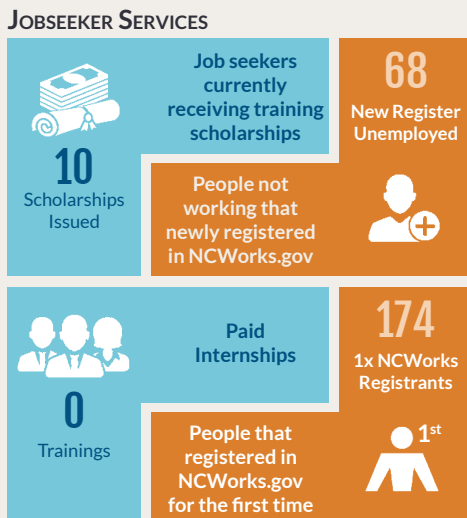 JOBSEEKER SERVICES
10
Scholarships
Issued
Job seekers
currently
receiving training
scholarships
68
New Register
Unemployed
People not
working that
newly registered
in NCWorks.gov
0
Trainings
Paid
Internships
174
1x NCWorks
Registrants
1st
People that
registered in
NCWorks.gov
for the first time